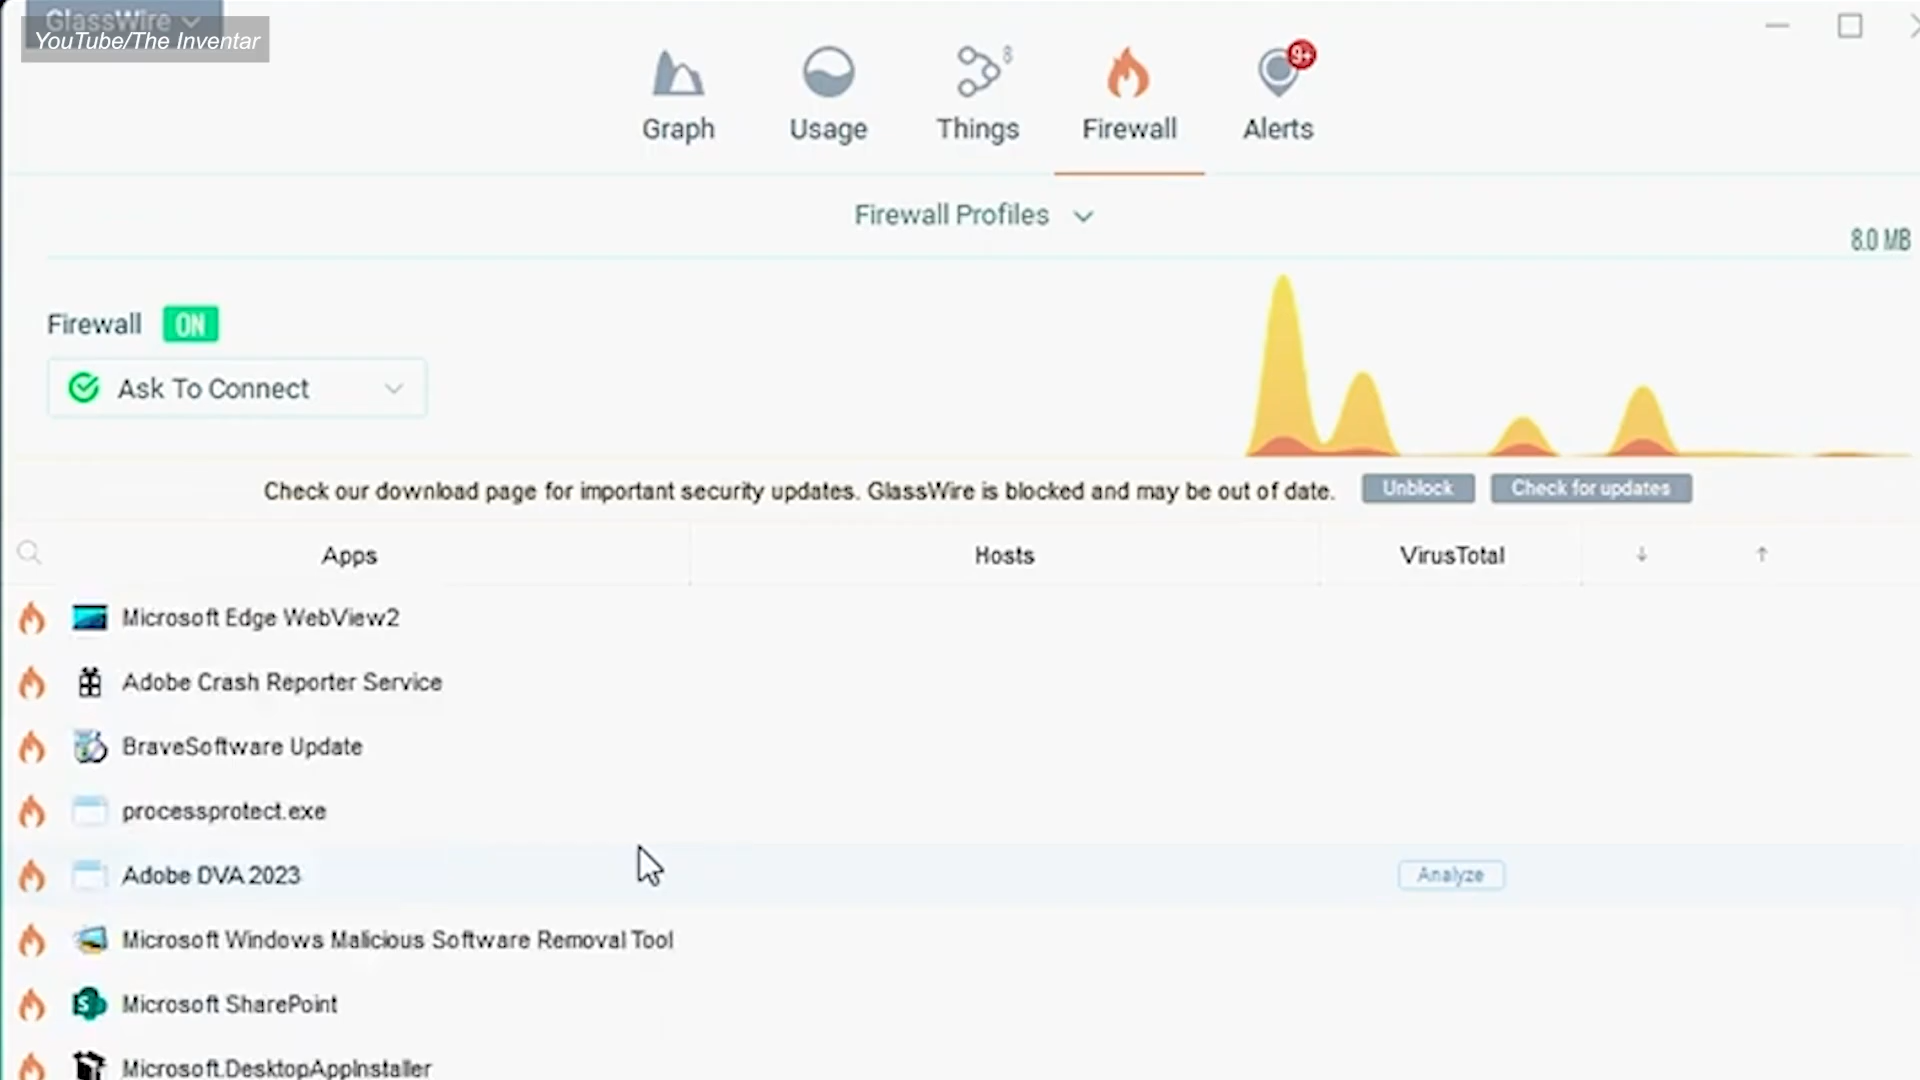 GlassWire
YouTube/The Inventar
8
9+
Graph
Usage
Things
Firewall
Alerts
Firewall Profiles
8.0 MB
Firewall ON
Ask To Connect
Check our download page for important security updates. GlassWire is blocked and may be out of date. Unblock Check for updates
Apps Hosts VirusTotal ↓ ↑
Microsoft Edge WebView2
Adobe Crash Reporter Service
BraveSoftware Update
processprotect.exe
Adobe DVA 2023 Analyze
Microsoft Windows Malicious Software Removal Tool
Microsoft SharePoint
Microsoft.DesktopAppInstaller